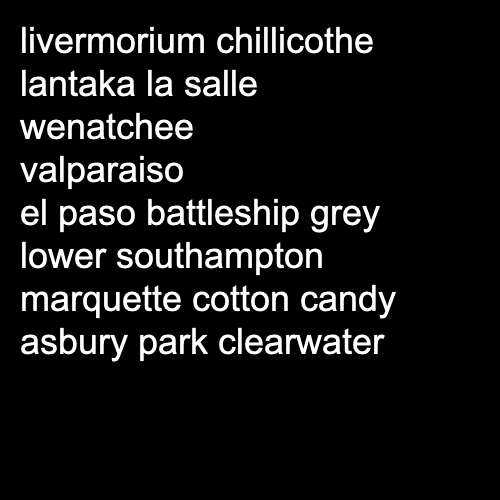 livermorium chillicothe
lantaka la salle
wenatchee
valparaiso
el paso battleship grey
lower southampton
marquette cotton candy
asbury park clearwater